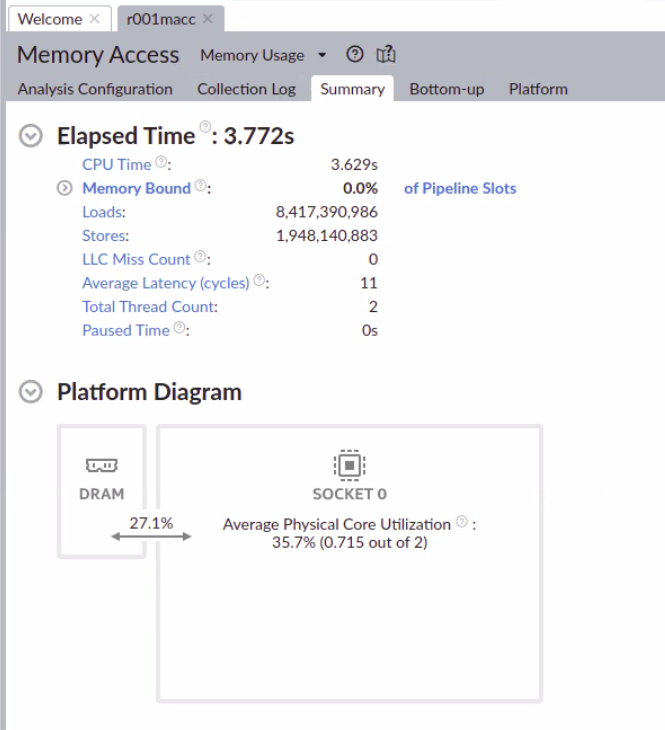 Welcome
r001macc
Memory Access Memory Usage
Analysis Configuration Collection Log Summary Bottom-up Platform
Elapsed Time : 3.772s
CPU Time : 3.629s
Memory Bound : 0.0% of Pipeline Slots
Loads: 8,417,390,986
Stores: 1,948,140,883
LLC Miss Count : 0
Average Latency (cycles) : 11
Total Thread Count: 2
Paused Time : 0s
Platform Diagram
DRAM
27.1%
SOCKET 0
Average Physical Core Utilization :
35.7% (0.715 out of 2)